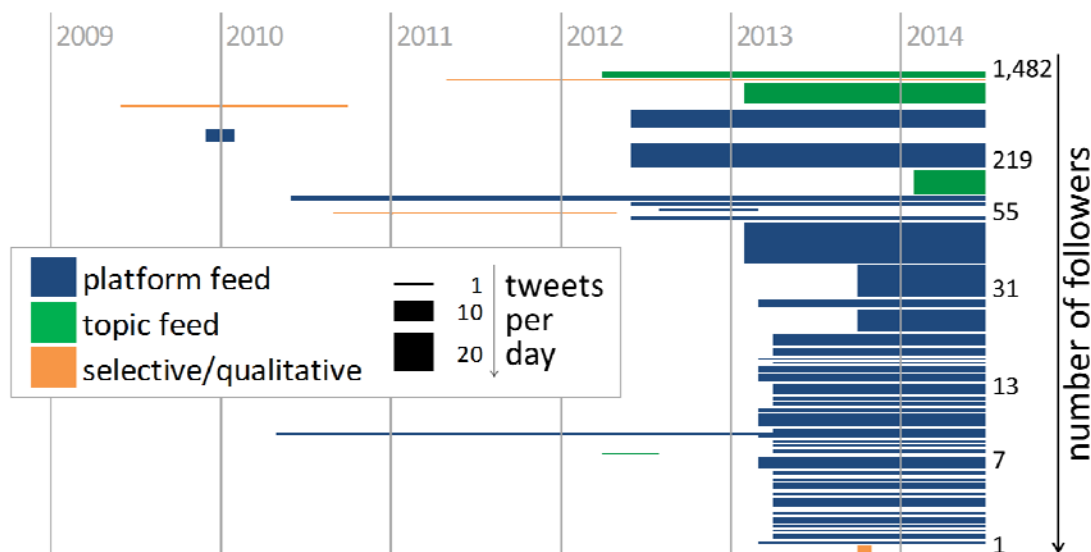 2009 2010 2011 2012 2013 2014
1,482
219
55
31
13
7
1
number of followers
platform feed
topic feed
selective/qualitative
1
10
20
tweets
per
day